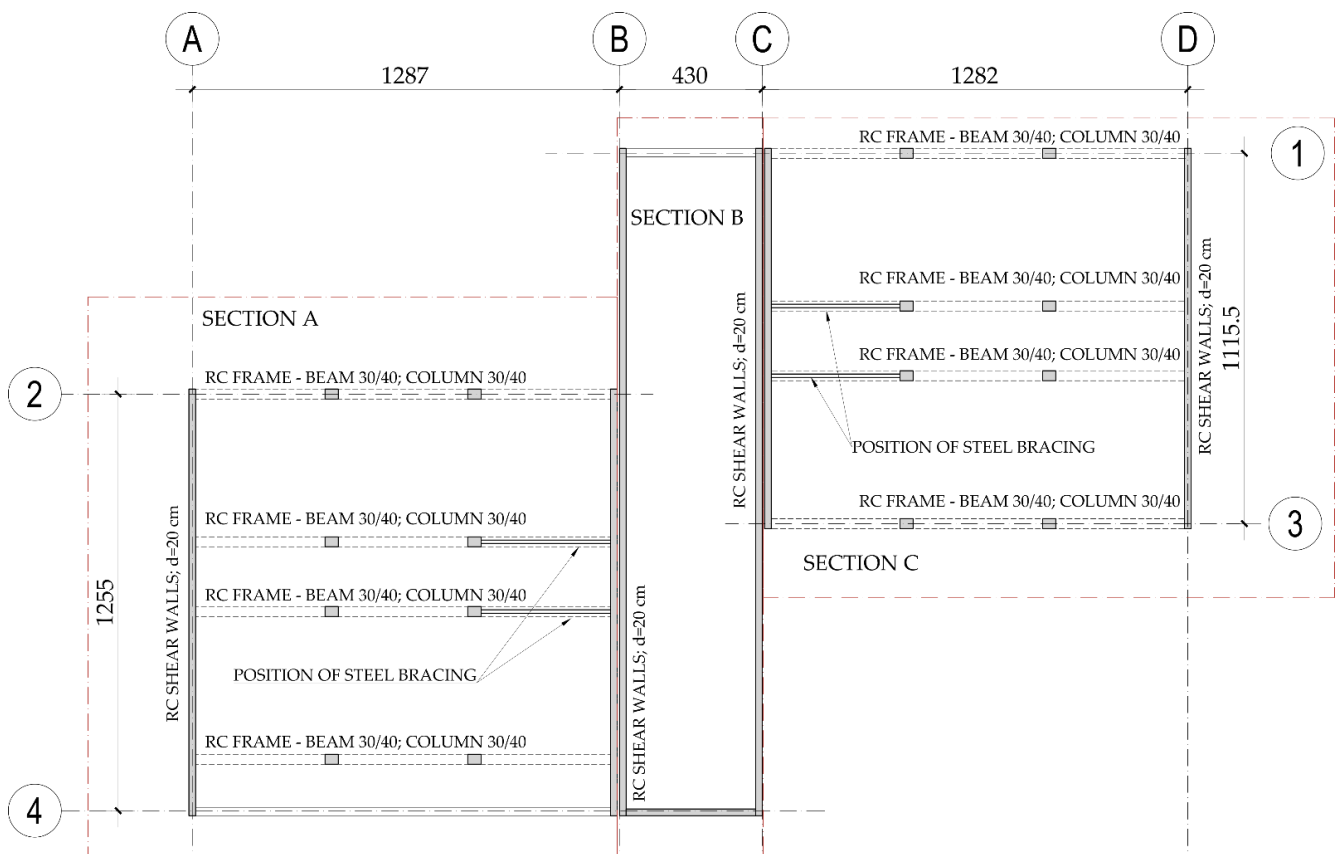 A
B
C
D
1287
430
1282
RC FRAME - BEAM 30/40; COLUMN 30/40
1
SECTION B
RC SHEAR WALLS; d=20 cm
RC FRAME - BEAM 30/40; COLUMN 30/40
SECTION A
RC SHEAR WALLS; d=20 cm
1115.5
RC FRAME - BEAM 30/40; COLUMN 30/40
RC FRAME - BEAM 30/40; COLUMN 30/40
2
POSITION OF STEEL BRACING
RC FRAME - BEAM 30/40; COLUMN 30/40
3
RC FRAME - BEAM 30/40; COLUMN 30/40
SECTION C
RC SHEAR WALLS; d=20 cm
1255
RC FRAME - BEAM 30/40; COLUMN 30/40
RC SHEAR WALLS; d=20 cm
POSITION OF STEEL BRACING
RC FRAME - BEAM 30/40; COLUMN 30/40
4